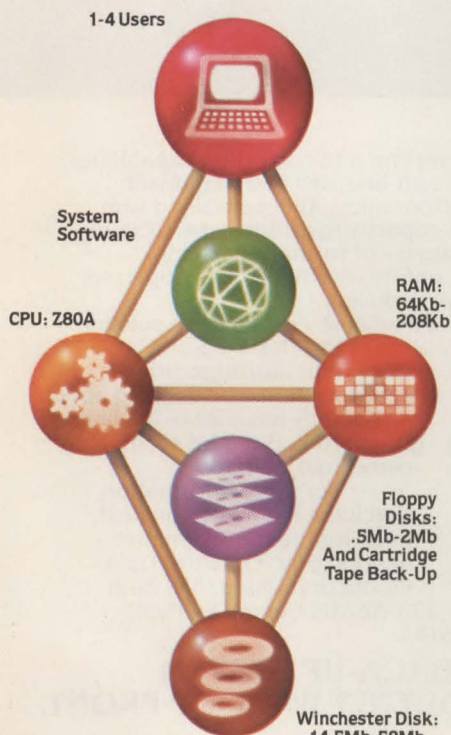 1-4 Users
System
Software
CPU: Z80A
RAM:
64Kb-
208Kb
Floppy
Disks:
.5Mb-2Mb
And Cartridge
Tape Back-Up
Winchester Disk: